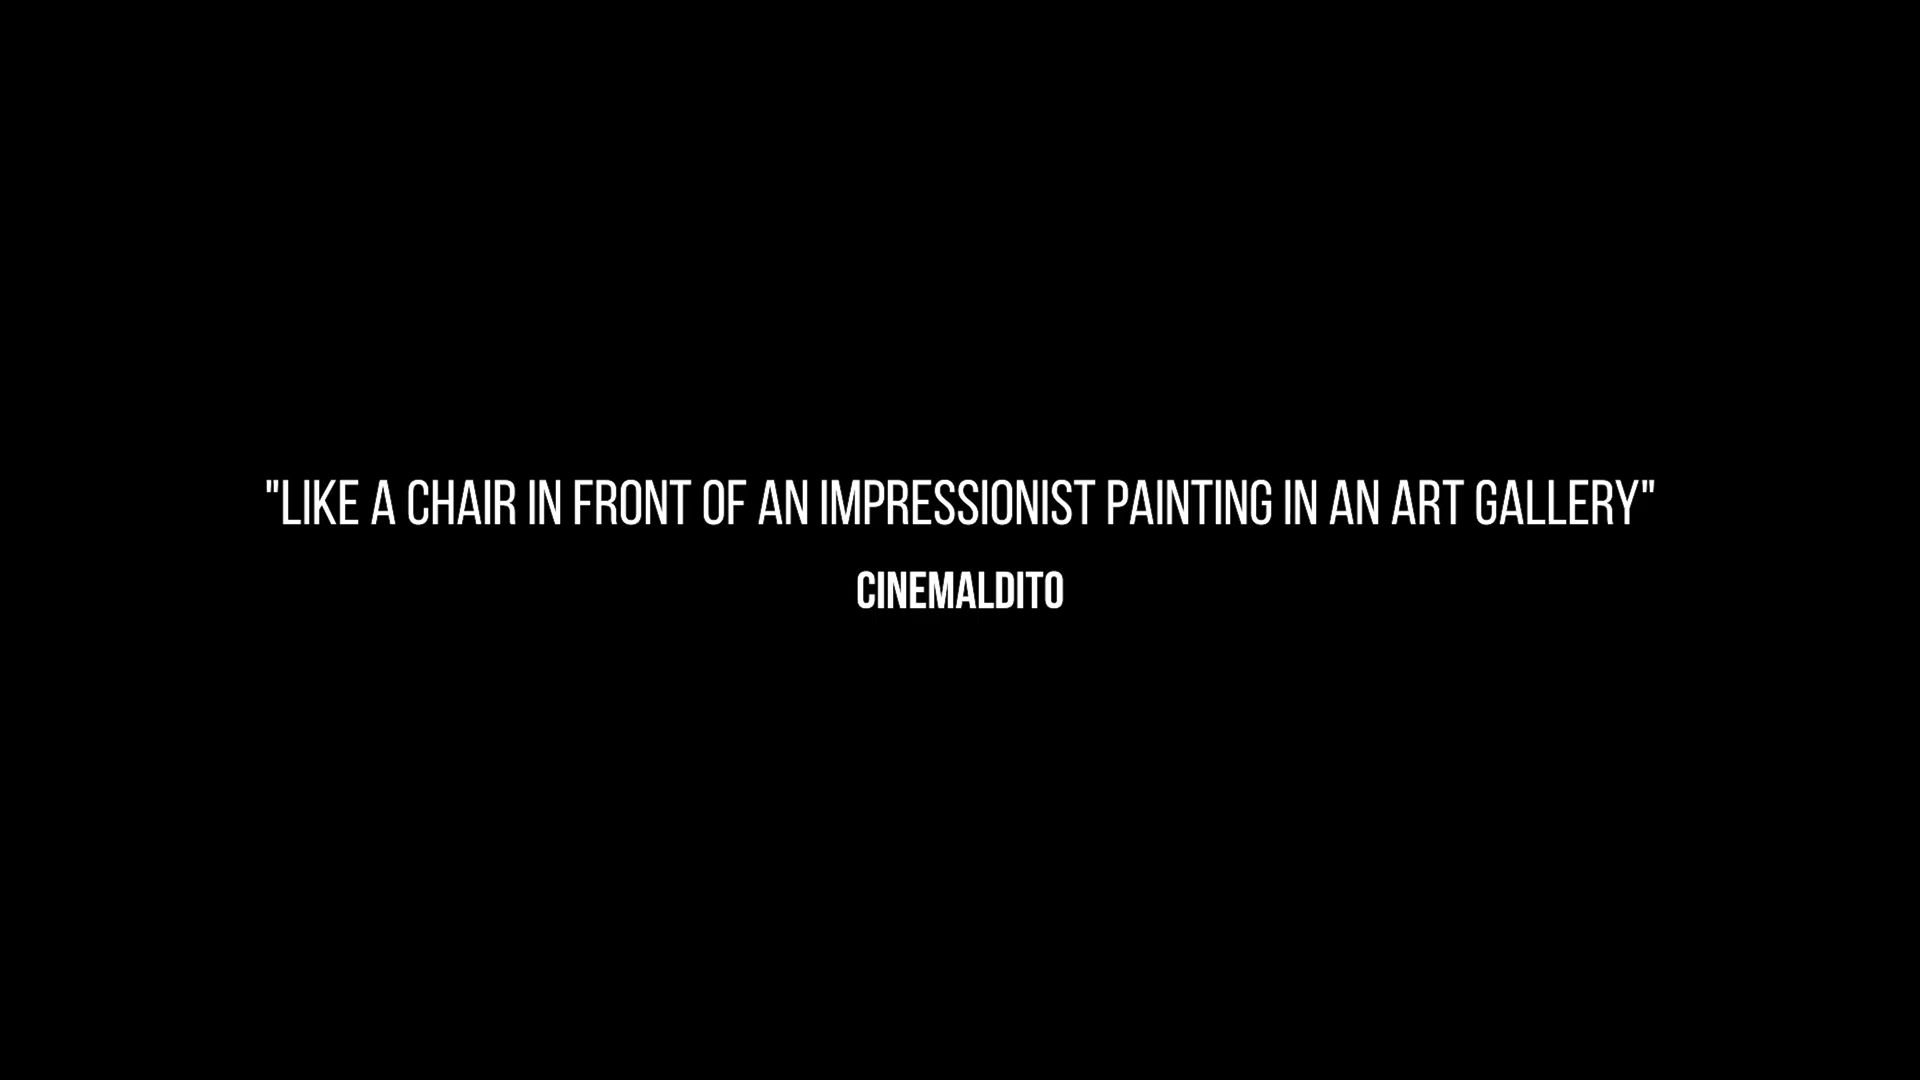 "LIKE A CHAIR IN FRONT OF AN IMPRESSIONIST PAINTING IN AN ART GALLERY"
CINEMALDITO